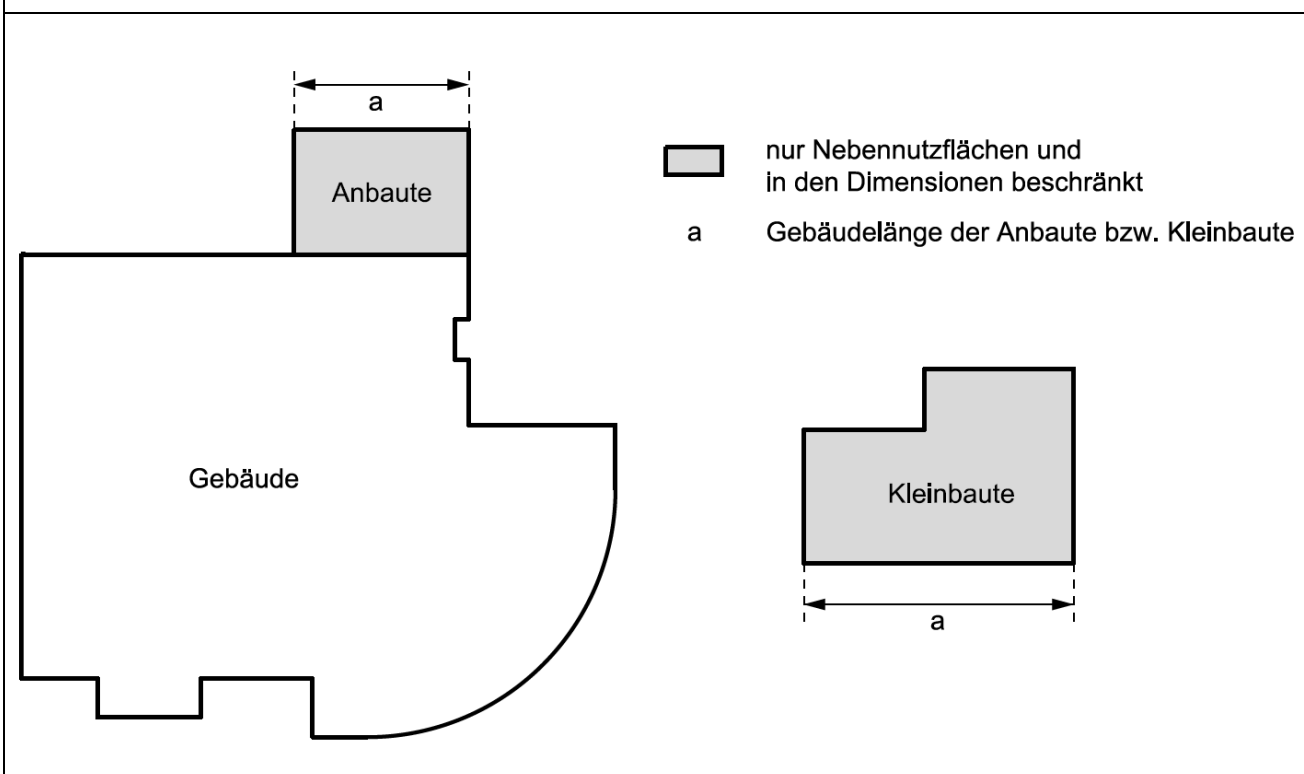 a
Anbaute
nur Nebennutzflächen und
in den Dimensionen beschränkt
a Gebäudelänge der Anbaute bzw. Kleinbaute
Gebäude
Kleinbaute
a